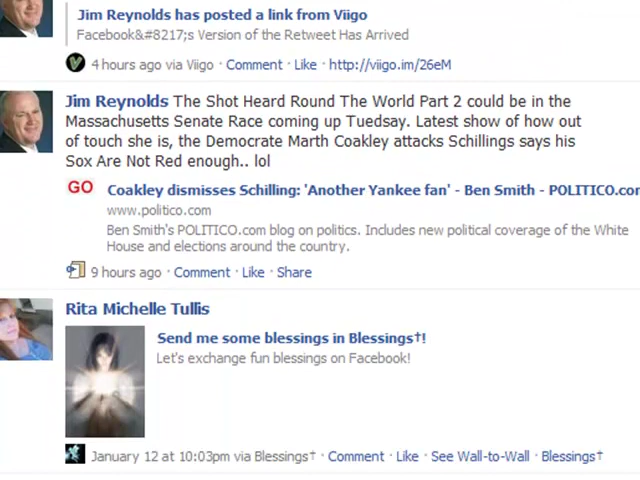 Jim Reynolds has posted a link from Viigo
Facebook&#8217;s Version of the Retweet Has Arrived
4 hours ago via Viigo · Comment · Like · http://viigo.im/26eM
Jim Reynolds The Shot Heard Round The World Part 2 could be in the
Massachusetts Senate Race coming up Tuedsay. Latest show of how out
of touch she is, the Democrate Marth Coakley attacks Schillings says his
Sox Are Not Red enough.. lol
GO Coakley dismisses Schilling: 'Another Yankee fan' - Ben Smith - POLITICO.com
www.politico.com
Ben Smith's POLITICO.com blog on politics. Includes new political coverage of the White
House and elections around the country.
9 hours ago · Comment · Like · Share
Rita Michelle Tullis
Send me some blessings in Blessings†!
Let's exchange fun blessings on Facebook!
January 12 at 10:03pm via Blessings† · Comment · Like · See Wall-to-Wall · Blessings†